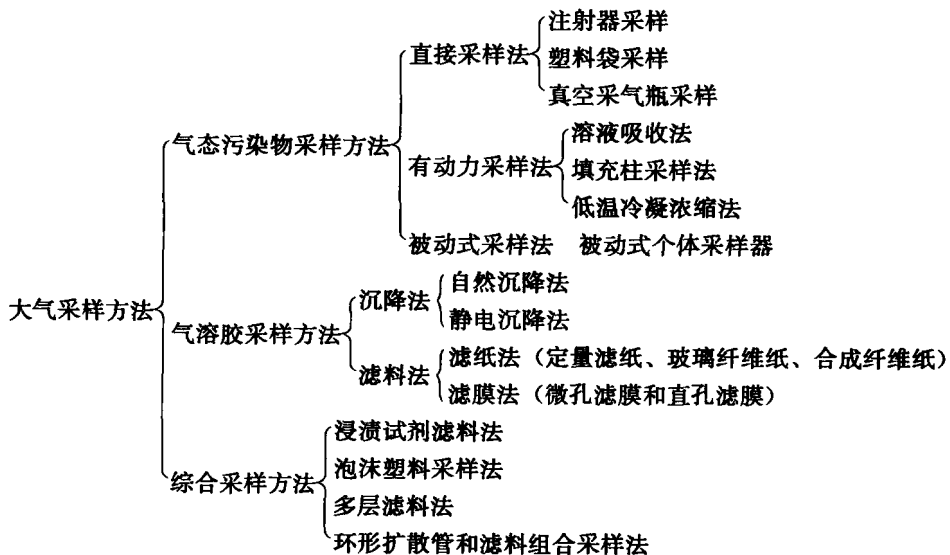 注射器采样
直接采样法
塑料袋采样
真空采气瓶采样
气态污染物采样方法
溶液吸收法
有动力采样法
填充柱采样法
低温冷凝浓缩法
被动式采样法 被动式个体采样器
大气采样方法
自然沉降法
沉降法
静电沉降法
气溶胶采样方法
滤纸法（定量滤纸、玻璃纤维纸、合成纤维纸）
滤料法
滤膜法（微孔滤膜和直孔滤膜）
浸渍试剂滤料法
泡沫塑料采样法
综合采样方法
多层滤料法
环形扩散管和滤料组合采样法